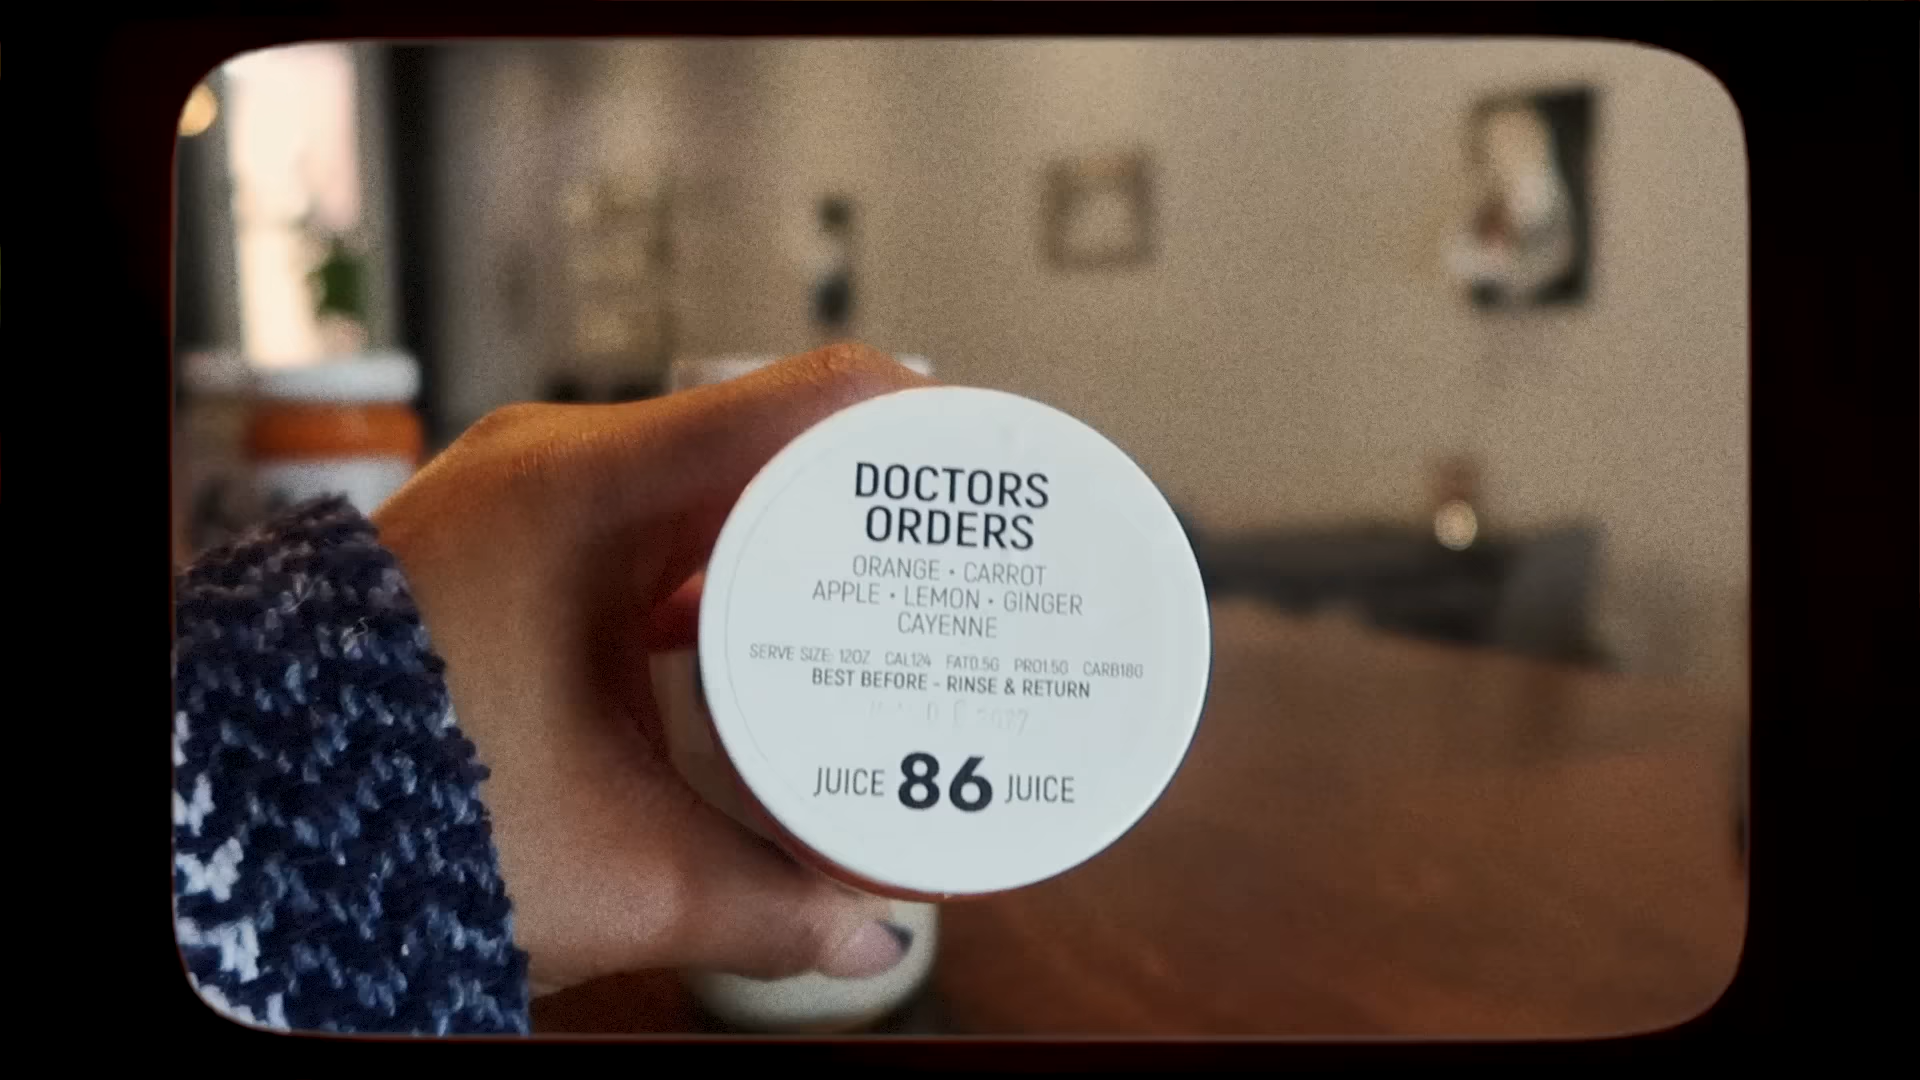 DOCTORS
ORDERS
ORANGE • CARROT
APPLE • LEMON • GINGER
CAYENNE
SERVE SIZE: 12OZ CAL124 FAT0.5G PRO1.5G CARB18G
BEST BEFORE - RINSE & RETURN
JUICE 86 JUICE